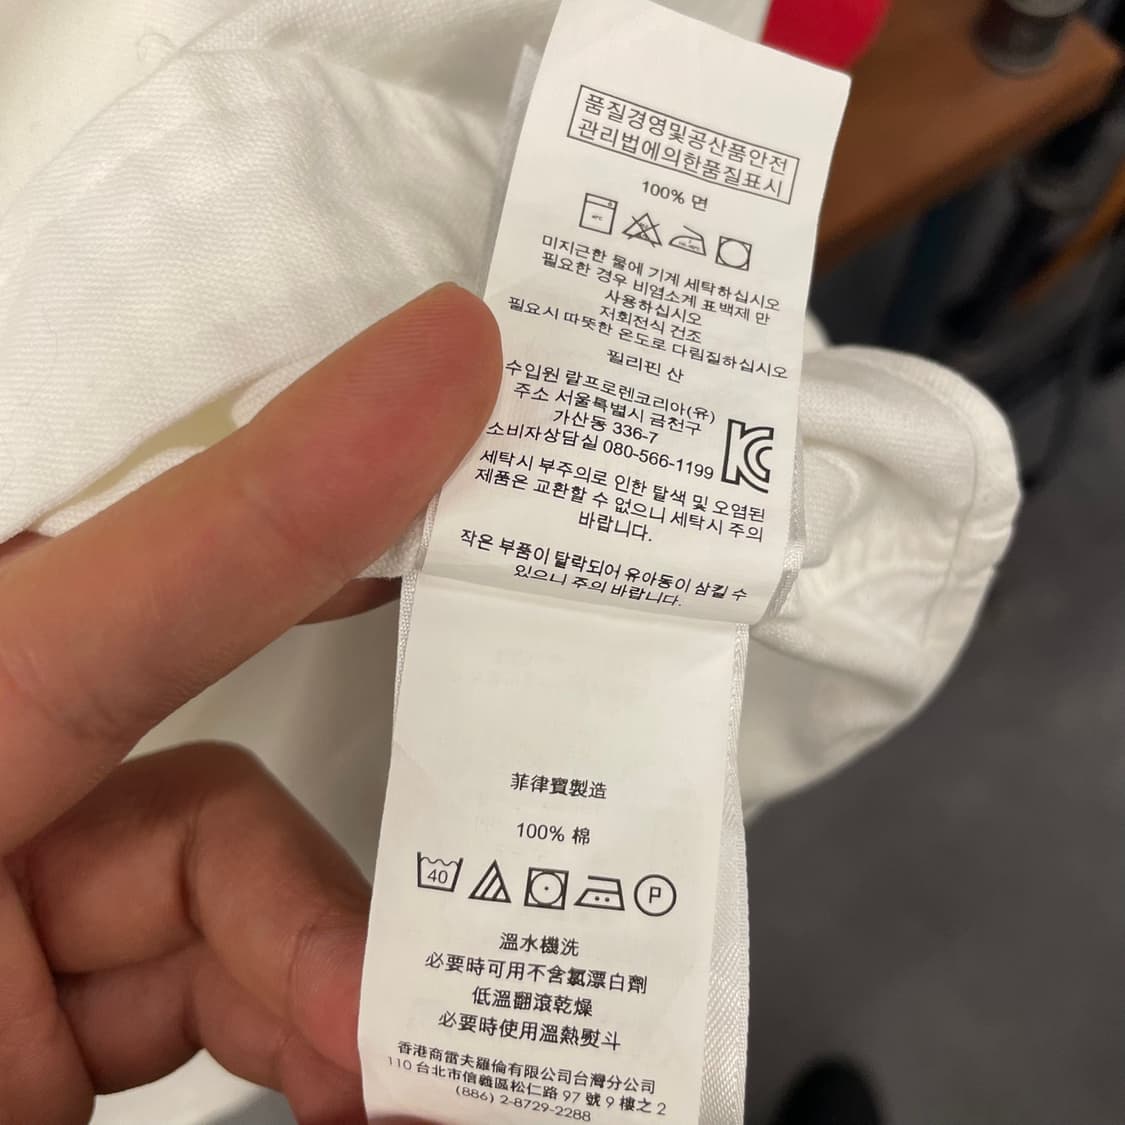 품질경영및공산품안전
관리법에의한품질표시
100% 면
미지근한 물에 기계 세탁하십시오
필요한 경우 비염소계 표백제 만
사용하십시오
저회전식 건조
필요시 따뜻한 온도로 다림질하십시오
필리핀 산
수입원 랄프로렌코리아(유)
주소 서울특별시 금천구
가산동 336-7
소비자상담실 080-566-1199
세탁시 부주의로 인한 탈색 및 오염된
제품은 교환할 수 없으니 세탁시 주의
바랍니다.
작은 부품이 탈락되어 유아동이 삼킬 수
있으니 주의 바랍니다.
菲律賓製造
100% 棉
40
P
溫水機洗
必要時可用不含氯漂白劑
低溫翻滾乾燥
必要時使用溫熱熨斗
香港商雷夫羅倫有限公司台灣分公司
110 台北市信義區松仁路 97 號 9 樓之 2
(886) 2-8729-2288